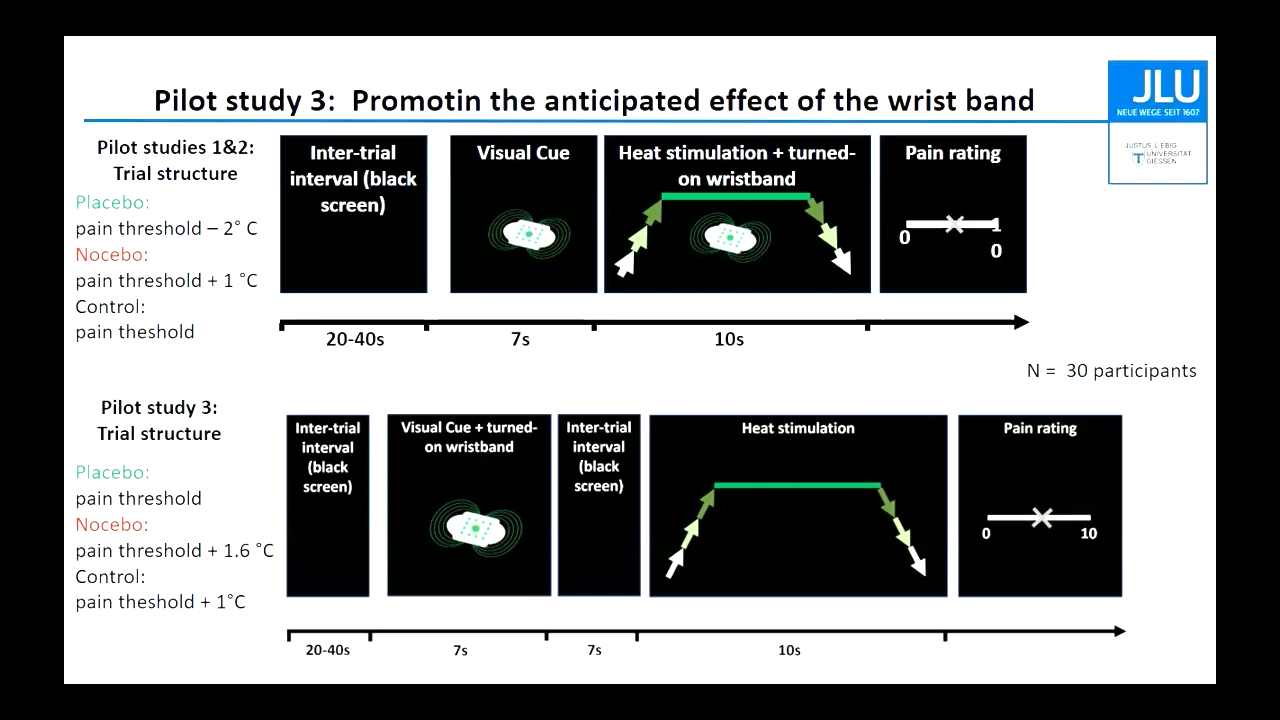 Pilot study 3:  Promotin the anticipated effect of the wrist band
JLU
NEUE WEGE. SEIT 1607
JUSTUS LIEBIG
UNIVERSITÄT
GIESSEN
Pilot studies 1&2:
Trial structure
Placebo:
pain threshold – 2° C
Nocebo:
pain threshold + 1 °C
Control:
pain theshold
Inter-trial
interval (black
screen)
Visual Cue
Heat stimulation + turned-
on wristband
Pain rating
0
1
0
20-40s
7s
10s
N =  30 participants
Pilot study 3:
Trial structure
Placebo:
pain threshold
Nocebo:
pain threshold + 1.6 °C
Control:
pain theshold + 1°C
Inter-trial
interval
(black
screen)
Visual Cue + turned-
on wristband
Inter-trial
interval
(black
screen)
Heat stimulation
Pain rating
0
10
20-40s
7s
7s
10s